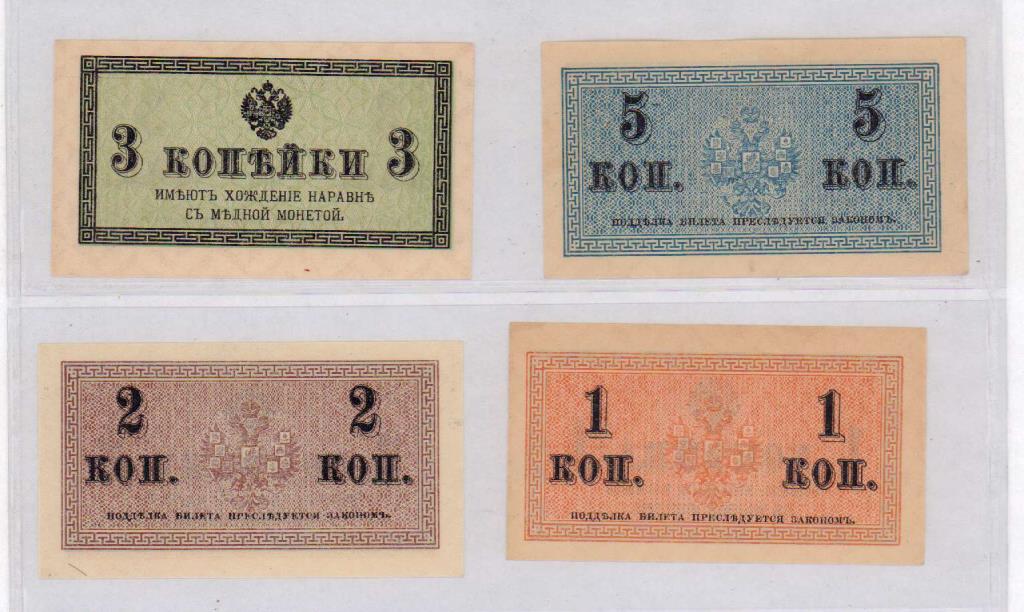 3 КОПѢЙКИ 3
ИМѢЮТЪ ХОЖДЕНІЕ НАРАВНѢ
СЪ МѢДНОЙ МОНЕТОЙ.
5 5
КОП. КОП.
ПОДДѢЛКА БИЛЕТА ПРЕСЛѢДУЕТСЯ ЗАКОНОМЪ.
2 2
КОП. КОП.
ПОДДѢЛКА БИЛЕТА ПРЕСЛѢДУЕТСЯ ЗАКОНОМЪ.
1 1
КОП. КОП.
ПОДДѢЛКА БИЛЕТА ПРЕСЛѢДУЕТСЯ ЗАКОНОМЪ.